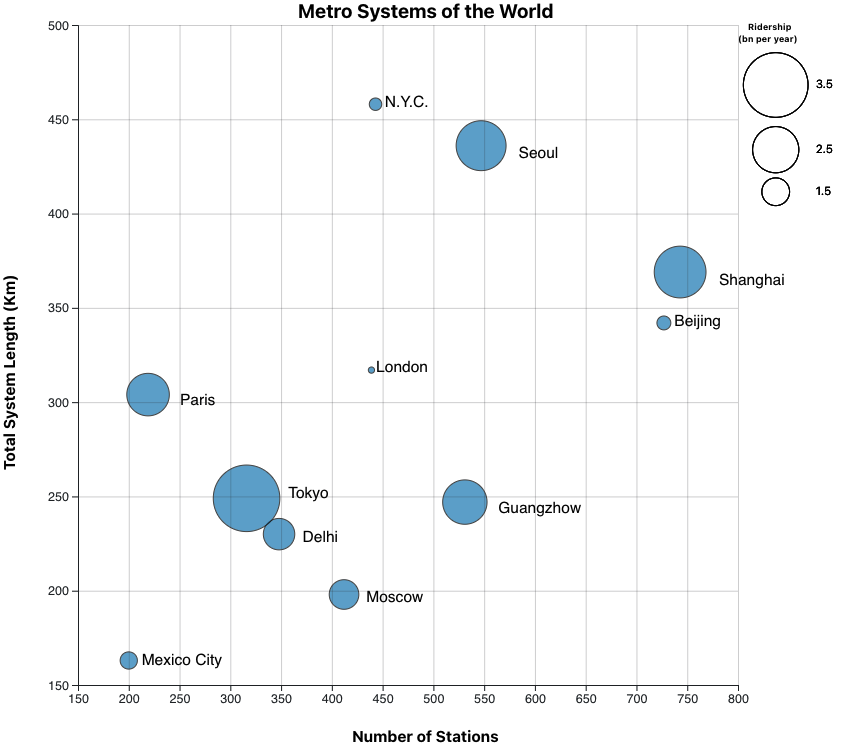 Metro Systems of the World
Ridership
(bn per year)
3.5
2.5
1.5
Total System Length (Km)
500
450
400
350
300
250
200
150
N.Y.C.
Seoul
Shanghai
Beijing
London
Paris
Tokyo
Guangzhow
Delhi
Moscow
Mexico City
150 200 250 300 350 400 450 500 550 600 650 700 750 800
Number of Stations